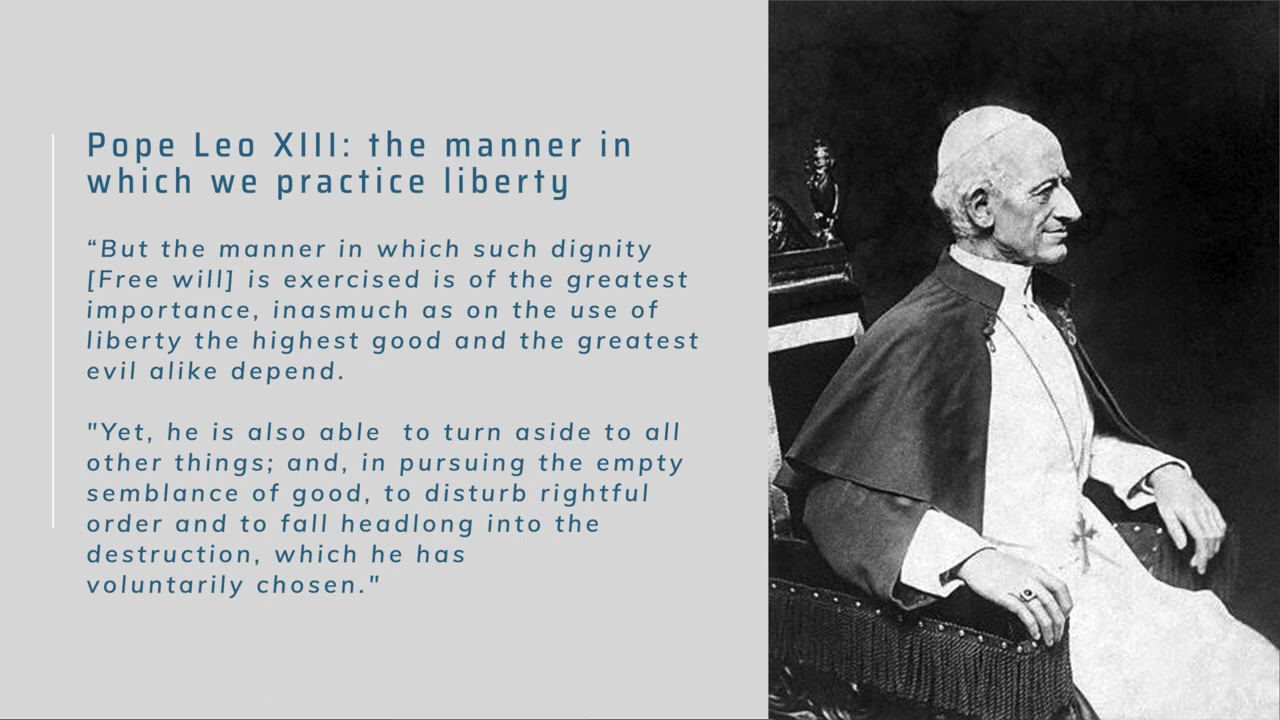 Pope Leo XIII: the manner in
which we practice liberty
“But the manner in which such dignity
[Free will] is exercised is of the greatest
importance, inasmuch as on the use of
liberty the highest good and the greatest
evil alike depend.
"Yet, he is also able  to turn aside to all
other things; and, in pursuing the empty
semblance of good, to disturb rightful
order and to fall headlong into the
destruction, which he has
voluntarily chosen."